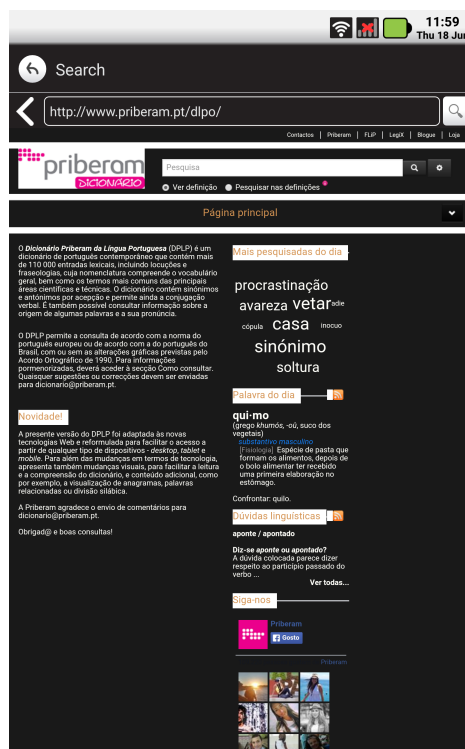 11:59
Thu 18 Jun
Search
http://www.priberam.pt/dlpo/
Contactos | Priberam | FLiP | LegiX | Blogue | Loja
priberam
DICIONÁRIO
Pesquisa
Ver definição
Pesquisar nas definições
Página principal
O Dicionário Priberam da Língua Portuguesa (DPLP) é um
dicionário de português contemporâneo que contém mais
de 110 000 entradas lexicais, incluindo locuções e
fraseologias, cuja nomenclatura compreende o vocabulário
geral, bem como os termos mais comuns das principais
áreas científicas e técnicas. O dicionário contém sinónimos
e antónimos por acepção e permite ainda a conjugação
verbal. É também possível consultar informação sobre a
origem de algumas palavras e a sua pronúncia.
O DPLP permite a consulta de acordo com a norma do
português europeu ou de acordo com a do português do
Brasil, com ou sem as alterações gráficas previstas pelo
Acordo Ortográfico de 1990. Para informações
pormenorizadas, deverá aceder à secção Como consultar.
Quaisquer sugestões ou correcções devem ser enviadas
para dicionario@priberam.pt.
Novidade!
A presente versão do DPLP foi adaptada às novas
tecnologias Web e reformulada para facilitar o acesso a
partir de qualquer tipo de dispositivos - desktop, tablet e
mobile. Para além das mudanças em termos de tecnologia,
apresenta também mudanças visuais, para facilitar a leitura
e a compreensão do dicionário, e conteúdo adicional, como
por exemplo, a visualização de anagramas, palavras
relacionadas ou divisão silábica.
A Priberam agradece o envio de comentários para
dicionario@priberam.pt.
Obrigad@ e boas consultas!
Mais pesquisadas do dia
procrastinação
avareza vetar adie
cópula casa inocuo
sinónimo
soltura
Palavra do dia
qui·mo
(grego khumós, -oû, suco dos
vegetais)
substantivo masculino
[Fisiologia] Espécie de pasta que
formam os alimentos, depois de
o bolo alimentar ter recebido
uma primeira elaboração no
estômago.
Confrontar: quilo.
Dúvidas linguísticas
aponte / apontado
Diz-se aponte ou apontado?
A dúvida colocada parece dizer
respeito ao particípio passado do
verbo ...
Ver todas...
Siga-nos
Priberam
Gosto
Priberam